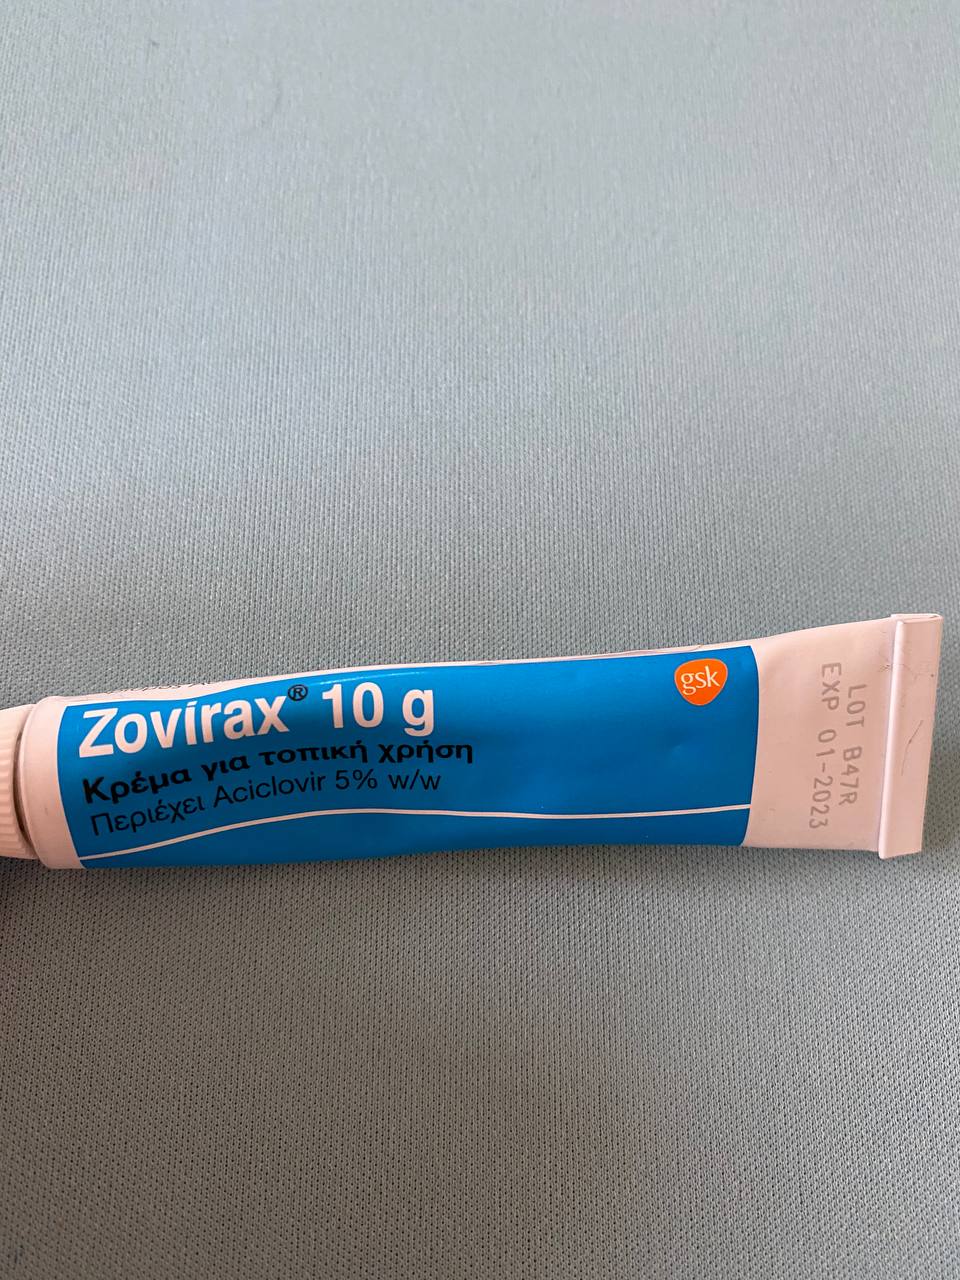 Zovirax® 10 g
Κρέμα για τοπική χρήση
Περιέχει Aciclovir 5% w/w
gsk
LOT B47R
EXP 01-2023